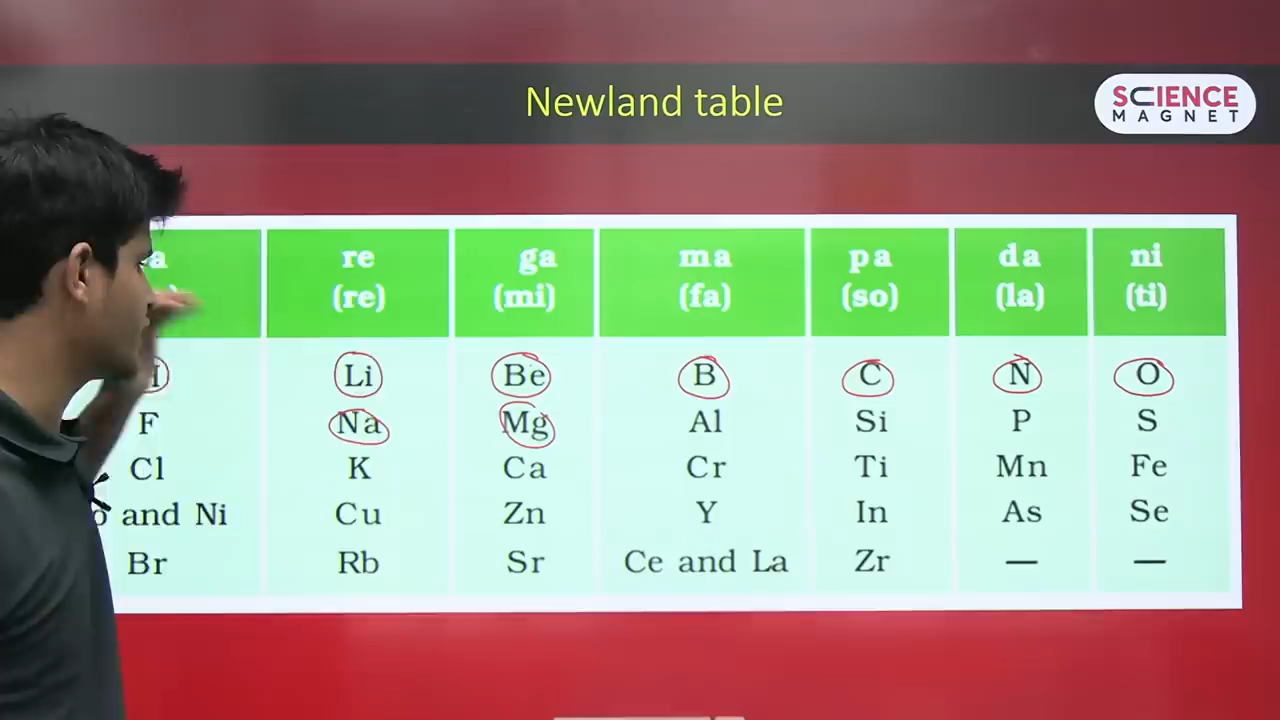 Newland table
SCIENCE
MAGNET
re ga ma pa da ni
(re) (mi) (fa) (so) (la) (ti)
Li Be B C N O
F Na Mg Al Si P S
Cl K Ca Cr Ti Mn Fe
and Ni Cu Zn Y In As Se
Br Rb Sr Ce and La Zr — —